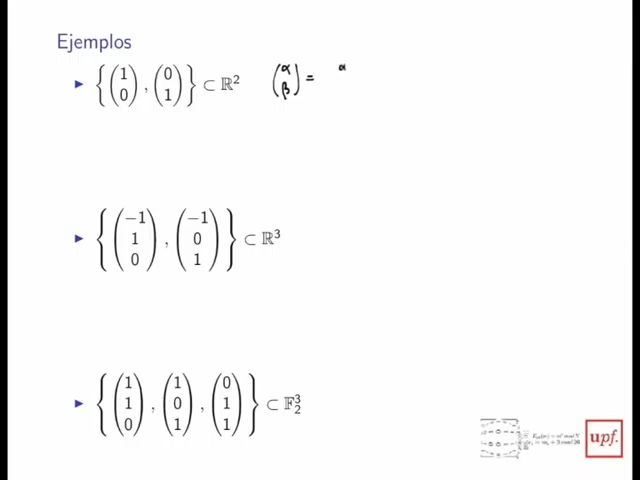 Ejemplos
▶ { (1 0) , (0 1) } ⊂ ℝ² (α β) = α
▶ { (−1 1 0) , (−1 0 1) } ⊂ ℝ³
▶ { (1 1 0) , (1 0 1) , (0 1 1) } ⊂ 𝔽₂³
upf.